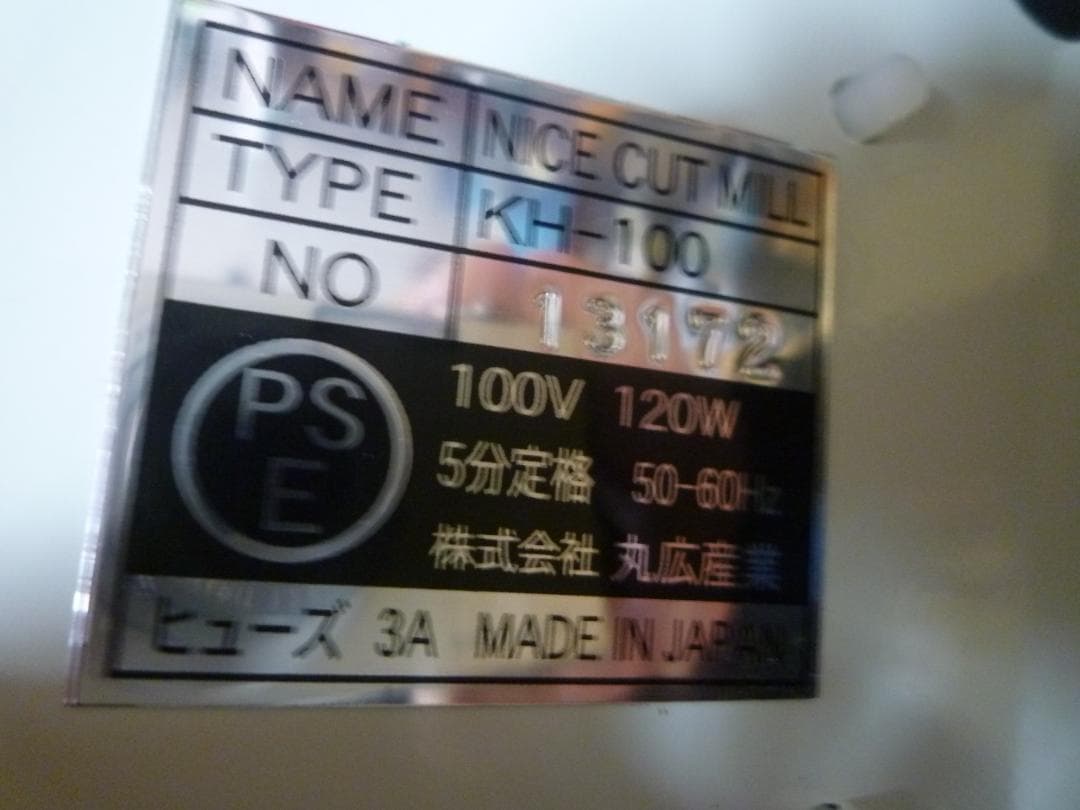 NAME NICE CUT MILL
TYPE KH-100
NO 13172
PS
E
100V 120W
5分定格 50-60Hz
株式会社 丸広産業
ヒューズ 3A MADE IN JAPAN